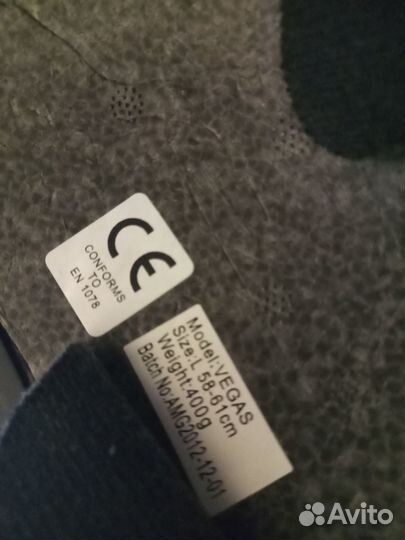 CE
CONFORMS
TO
EN 1078
Model:VEGAS
Size:L 58-61cm
Weight:400g
Batch No:AMG2012-12-01
Avito